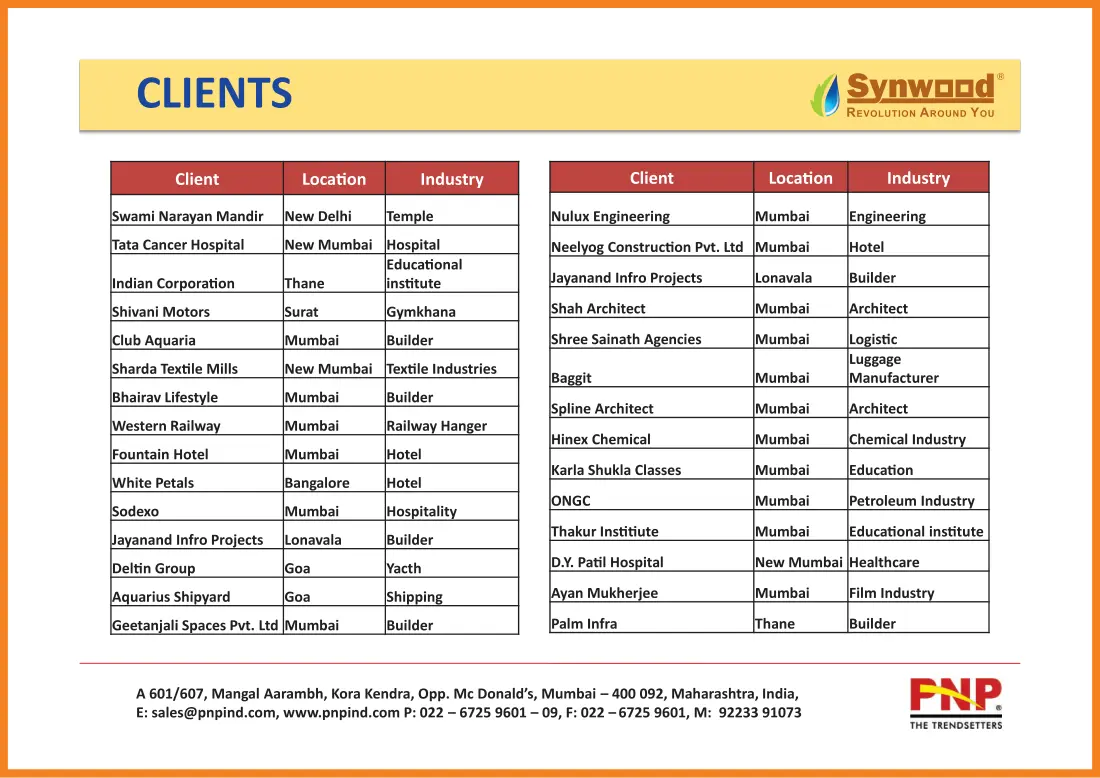 CLIENTS
Synwood®
REVOLUTION AROUND YOU
Client Location Industry
Swami Narayan Mandir New Delhi Temple
Tata Cancer Hospital New Mumbai Hospital
Educational
Indian Corporation Thane institute
Shivani Motors Surat Gymkhana
Club Aquaria Mumbai Builder
Sharda Textile Mills New Mumbai Textile Industries
Bhairav Lifestyle Mumbai Builder
Western Railway Mumbai Railway Hanger
Fountain Hotel Mumbai Hotel
White Petals Bangalore Hotel
Sodexo Mumbai Hospitality
Jayanand Infro Projects Lonavala Builder
Deltin Group Goa Yacth
Aquarius Shipyard Goa Shipping
Geetanjali Spaces Pvt. Ltd Mumbai Builder
Client Location Industry
Nulux Engineering Mumbai Engineering
Neelyog Construction Pvt. Ltd Mumbai Hotel
Jayanand Infro Projects Lonavala Builder
Shah Architect Mumbai Architect
Shree Sainath Agencies Mumbai Logistic
Luggage
Baggit Mumbai Manufacturer
Spline Architect Mumbai Architect
Hinex Chemical Mumbai Chemical Industry
Karla Shukla Classes Mumbai Education
ONGC Mumbai Petroleum Industry
Thakur Institiute Mumbai Educational institute
D.Y. Patil Hospital New Mumbai Healthcare
Ayan Mukherjee Mumbai Film Industry
Palm Infra Thane Builder
A 601/607, Mangal Aarambh, Kora Kendra, Opp. Mc Donald’s, Mumbai – 400 092, Maharashtra, India,
E: sales@pnpind.com, www.pnpind.com P: 022 – 6725 9601 – 09, F: 022 – 6725 9601, M: 92233 91073
PNP®
THE TRENDSETTERS